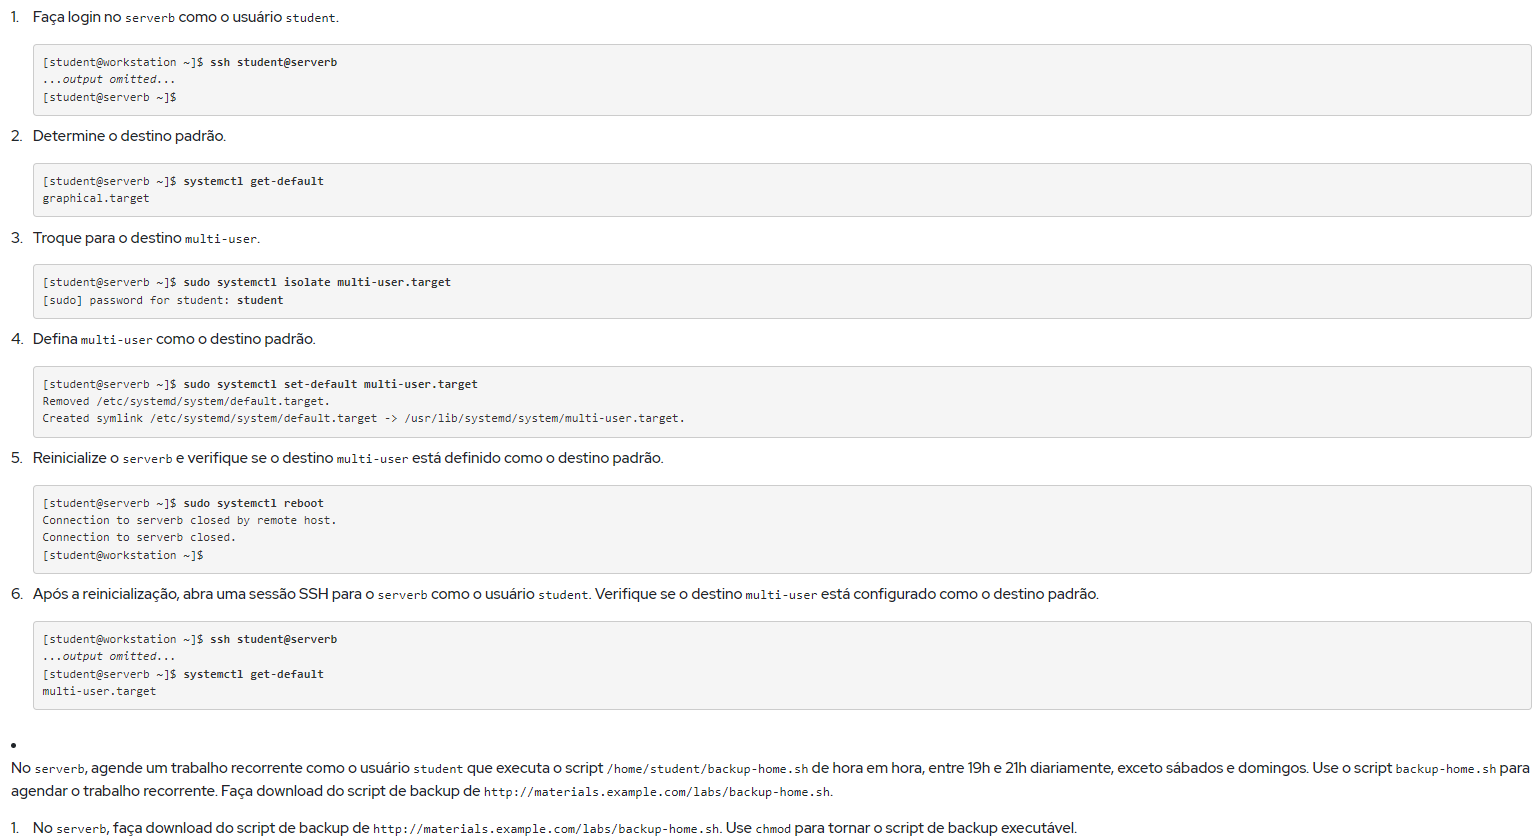 1. Faça login no serverb como o usuário student.
[student@workstation ~]$ ssh student@serverb
...output omitted...
[student@serverb ~]$
2. Determine o destino padrão.
[student@serverb ~]$ systemctl get-default
graphical.target
3. Troque para o destino multi-user.
[student@serverb ~]$ sudo systemctl isolate multi-user.target
[sudo] password for student: student
4. Defina multi-user como o destino padrão.
[student@serverb ~]$ sudo systemctl set-default multi-user.target
Removed /etc/systemd/system/default.target.
Created symlink /etc/systemd/system/default.target -> /usr/lib/systemd/system/multi-user.target.
5. Reinicialize o serverb e verifique se o destino multi-user está definido como o destino padrão.
[student@serverb ~]$ sudo systemctl reboot
Connection to serverb closed by remote host.
Connection to serverb closed.
[student@workstation ~]$
6. Após a reinicialização, abra uma sessão SSH para o serverb como o usuário student. Verifique se o destino multi-user está configurado como o destino padrão.
[student@workstation ~]$ ssh student@serverb
...output omitted...
[student@serverb ~]$ systemctl get-default
multi-user.target
•
No serverb, agende um trabalho recorrente como o usuário student que executa o script /home/student/backup-home.sh de hora em hora, entre 19h e 21h diariamente, exceto sábados e domingos. Use o script backup-home.sh para
agendar o trabalho recorrente. Faça download do script de backup de http://materials.example.com/labs/backup-home.sh.
1. No serverb, faça download do script de backup de http://materials.example.com/labs/backup-home.sh. Use chmod para tornar o script de backup executável.